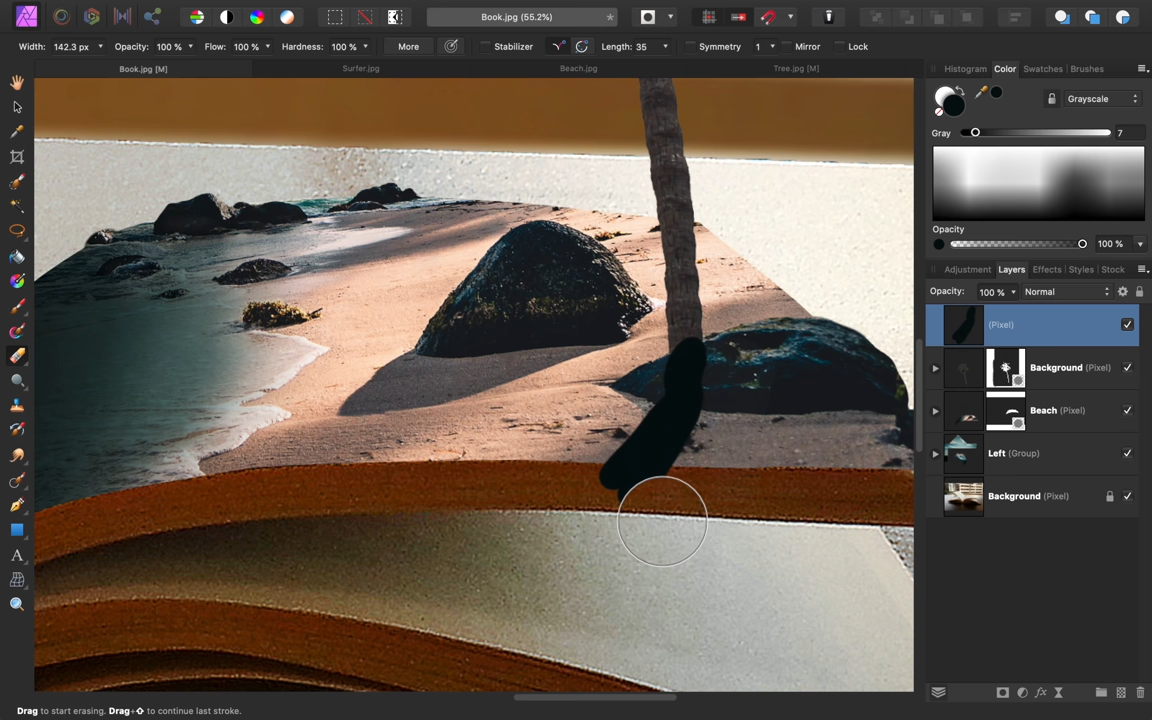 Book.jpg (55.2%)
Width: 142.3 px Opacity: 100 % Flow: 100 % Hardness: 100 % More Stabilizer Length: 35 Symmetry 1 Mirror Lock
Book.jpg [M] Surfer.jpg Beach.jpg Tree.jpg [M]
Histogram Color Swatches Brushes
Grayscale
Gray 7
Opacity
100 %
Adjustment Layers Effects Styles Stock
Opacity: 100 % Normal
(Pixel)
Background (Pixel)
Beach (Pixel)
Left (Group)
Background (Pixel)
A
fx
Drag to start erasing. Drag+⇧ to continue last stroke.